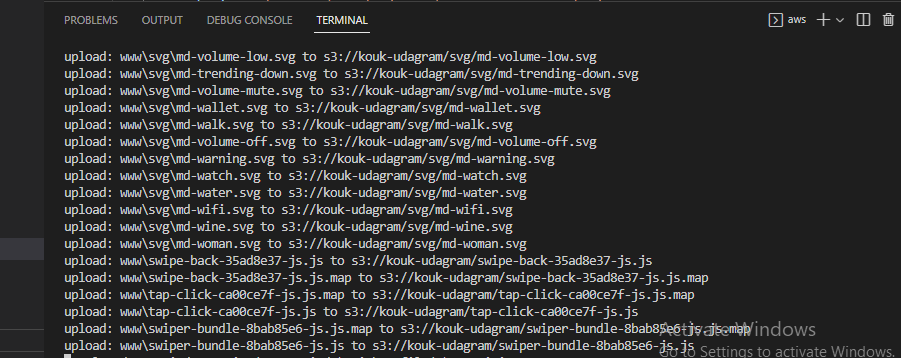 PROBLEMS OUTPUT DEBUG CONSOLE TERMINAL aws
upload: www\svg\md-volume-low.svg to s3://kouk-udagram/svg/md-volume-low.svg
upload: www\svg\md-trending-down.svg to s3://kouk-udagram/svg/md-trending-down.svg
upload: www\svg\md-volume-mute.svg to s3://kouk-udagram/svg/md-volume-mute.svg
upload: www\svg\md-wallet.svg to s3://kouk-udagram/svg/md-wallet.svg
upload: www\svg\md-walk.svg to s3://kouk-udagram/svg/md-walk.svg
upload: www\svg\md-volume-off.svg to s3://kouk-udagram/svg/md-volume-off.svg
upload: www\svg\md-warning.svg to s3://kouk-udagram/svg/md-warning.svg
upload: www\svg\md-watch.svg to s3://kouk-udagram/svg/md-watch.svg
upload: www\svg\md-water.svg to s3://kouk-udagram/svg/md-water.svg
upload: www\svg\md-wifi.svg to s3://kouk-udagram/svg/md-wifi.svg
upload: www\svg\md-wine.svg to s3://kouk-udagram/svg/md-wine.svg
upload: www\svg\md-woman.svg to s3://kouk-udagram/svg/md-woman.svg
upload: www\swipe-back-35ad8e37-js.js to s3://kouk-udagram/swipe-back-35ad8e37-js.js
upload: www\swipe-back-35ad8e37-js.js.map to s3://kouk-udagram/swipe-back-35ad8e37-js.js.map
upload: www\tap-click-ca00ce7f-js.js.map to s3://kouk-udagram/tap-click-ca00ce7f-js.js.map
upload: www\tap-click-ca00ce7f-js.js to s3://kouk-udagram/tap-click-ca00ce7f-js.js
upload: www\swiper-bundle-8bab85e6-js.js.map to s3://kouk-udagram/swiper-bundle-8bab85e6-js.js.map
Activate Windows
upload: www\swiper-bundle-8bab85e6-js.js to s3://kouk-udagram/swiper-bundle-8bab85e6-js.js
Go to Settings to activate Windows.